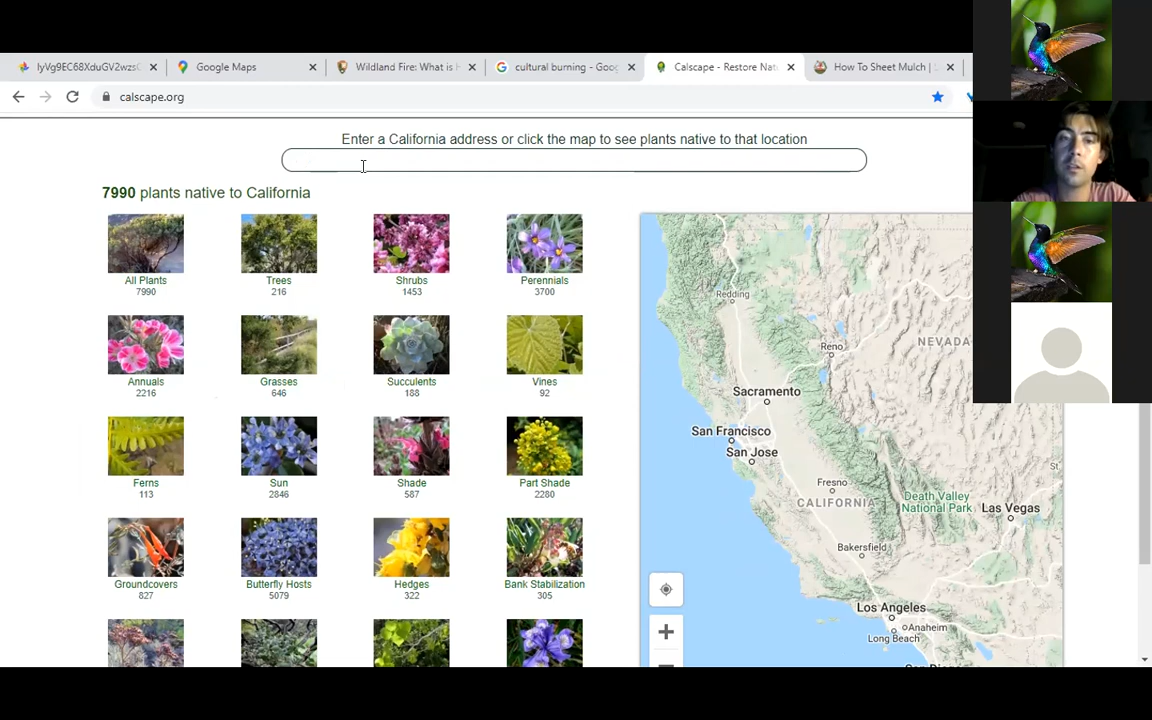 lyVg9EC68XduGV2wzs
Google Maps
Wildland Fire: What is
cultural burning - Goog
Calscape - Restore Nat
How To Sheet Mulch |
calscape.org
Enter a California address or click the map to see plants native to that location
7990 plants native to California
All Plants
7990
Trees
216
Shrubs
1453
Perennials
3700
Annuals
2216
Grasses
646
Succulents
188
Vines
92
Ferns
113
Sun
2846
Shade
587
Part Shade
2280
Groundcovers
827
Butterfly Hosts
5079
Hedges
322
Bank Stabilization
305
Redding
Reno
NEVADA
Sacramento
San Francisco
San Jose
Fresno
CALIFORNIA
Death Valley
National Park
Las Vegas
St
Bakersfield
Los Angeles
Anaheim
Long Beach